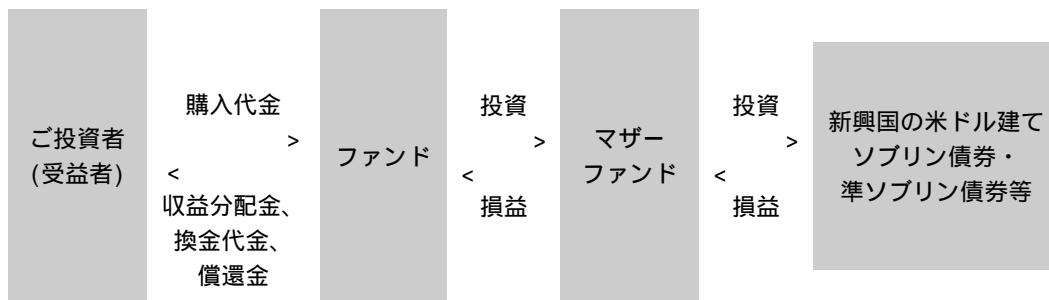 ご投資者
(受益者)
購入代金
>
<
収益分配金、
換金代金、
償還金
ファンド
投資
>
<
損益
マザー
ファンド
投資
>
<
損益
新興国の米ドル建て
ソブリン債券・
準ソブリン債券等